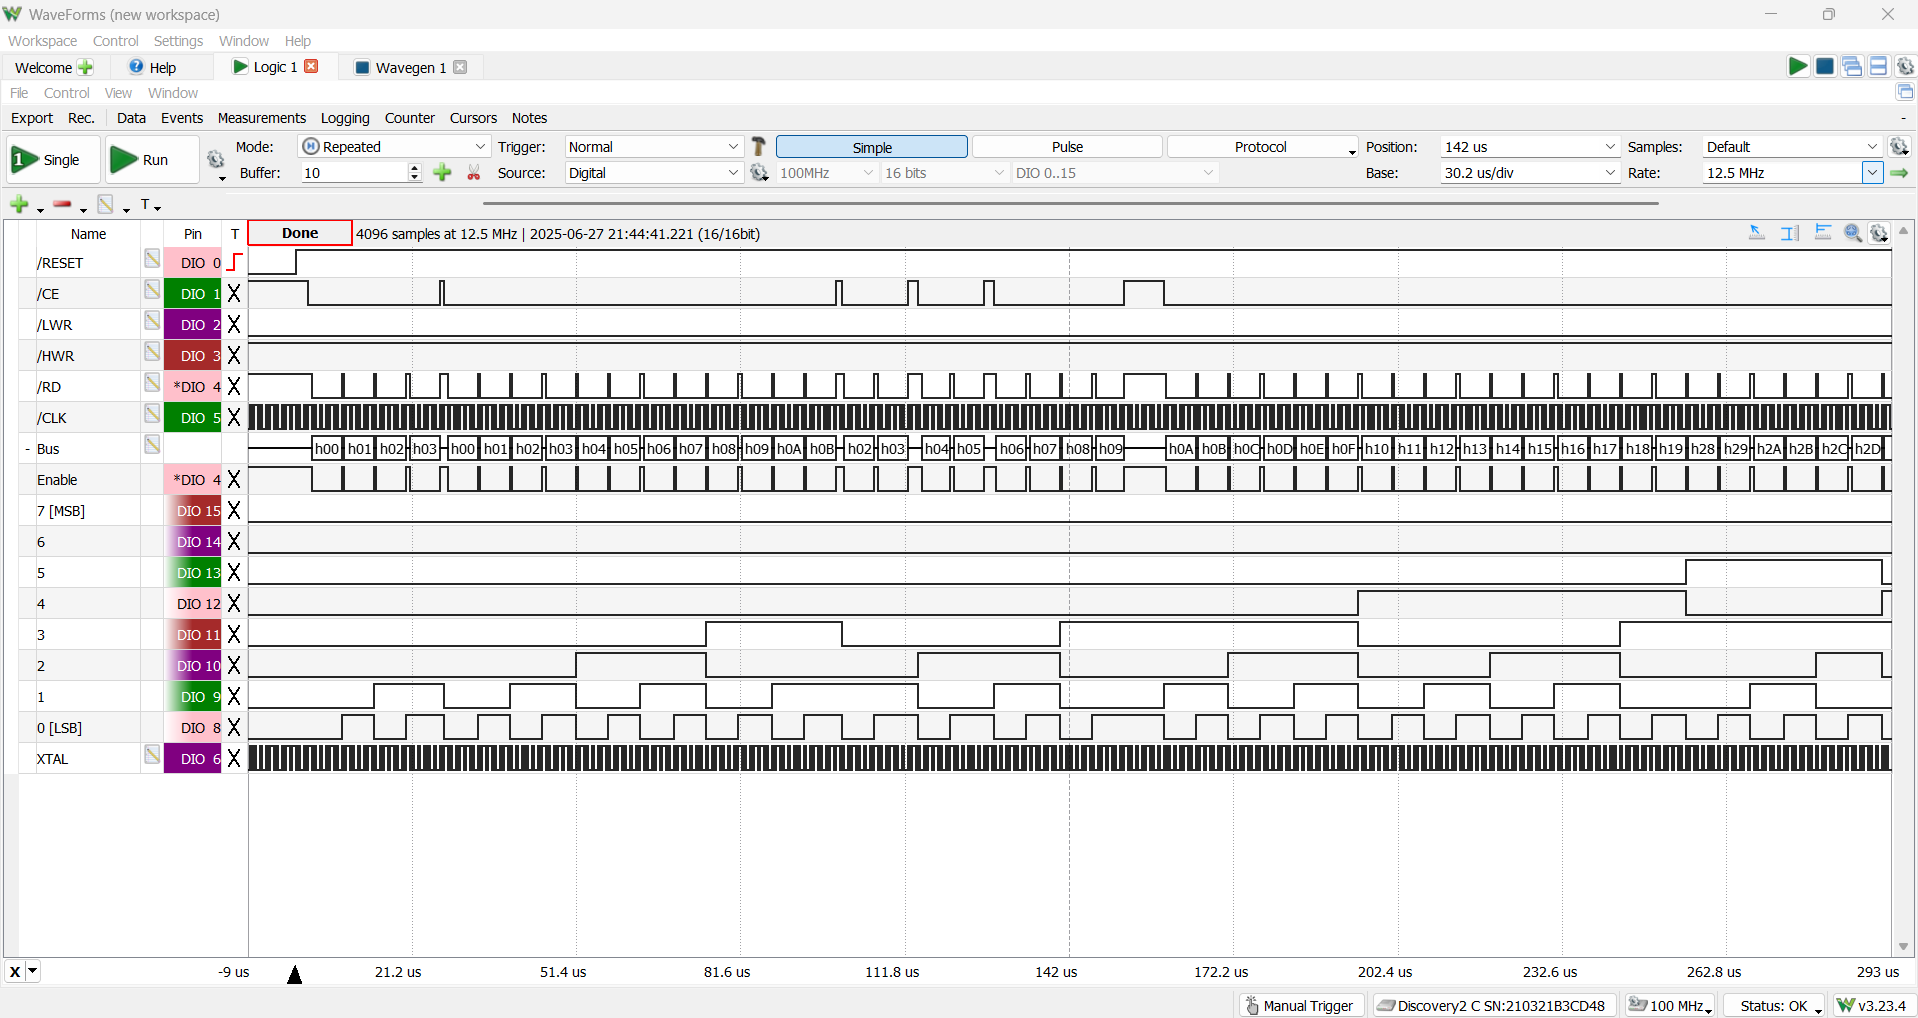 WaveForms (new workspace)
Workspace Control Settings Window Help
Welcome Help Logic 1 Wavegen 1
File Control View Window
Export Rec. Data Events Measurements Logging Counter Cursors Notes -
1 Single Run Mode: Repeated Trigger: Normal Simple Pulse Protocol Position: 142 us Samples: Default
Buffer: 10 Source: Digital 100MHz 16 bits DIO 0..15 Base: 30.2 us/div Rate: 12.5 MHz
T
Name Pin T Done 4096 samples at 12.5 MHz | 2025-06-27 21:44:41.221 (16/16bit)
/RESET DIO 0
/CE DIO 1 X
/LWR DIO 2 X
/HWR DIO 3 X
/RD *DIO 4 X
/CLK DIO 5 X
- Bus h00 h01 h02 h03 h00 h01 h02 h03 h04 h05 h06 h07 h08 h09 h0A h0B h02 h03 h04 h05 h06 h07 h08 h09 h0A h0B h0C h0D h0E h0F h10 h11 h12 h13 h14 h15 h16 h17 h18 h19 h28 h29 h2A h2B h2C h2D
Enable *DIO 4 X
7 [MSB] DIO 15 X
6 DIO 14 X
5 DIO 13 X
4 DIO 12 X
3 DIO 11 X
2 DIO 10 X
1 DIO 9 X
0 [LSB] DIO 8 X
XTAL DIO 6 X
X -9 us 21.2 us 51.4 us 81.6 us 111.8 us 142 us 172.2 us 202.4 us 232.6 us 262.8 us 293 us
Manual Trigger Discovery2 C SN:210321B3CD48 100 MHz Status: OK v3.23.4